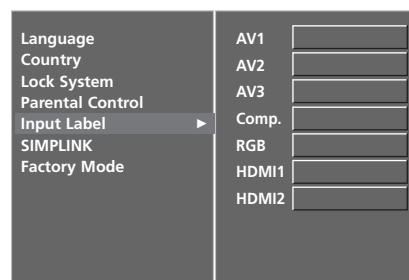 Language
Country
Lock System
Parental Control
Input Label ►
SIMPLINK
Factory Mode
AV1
AV2
AV3
Comp.
RGB
HDMI1
HDMI2